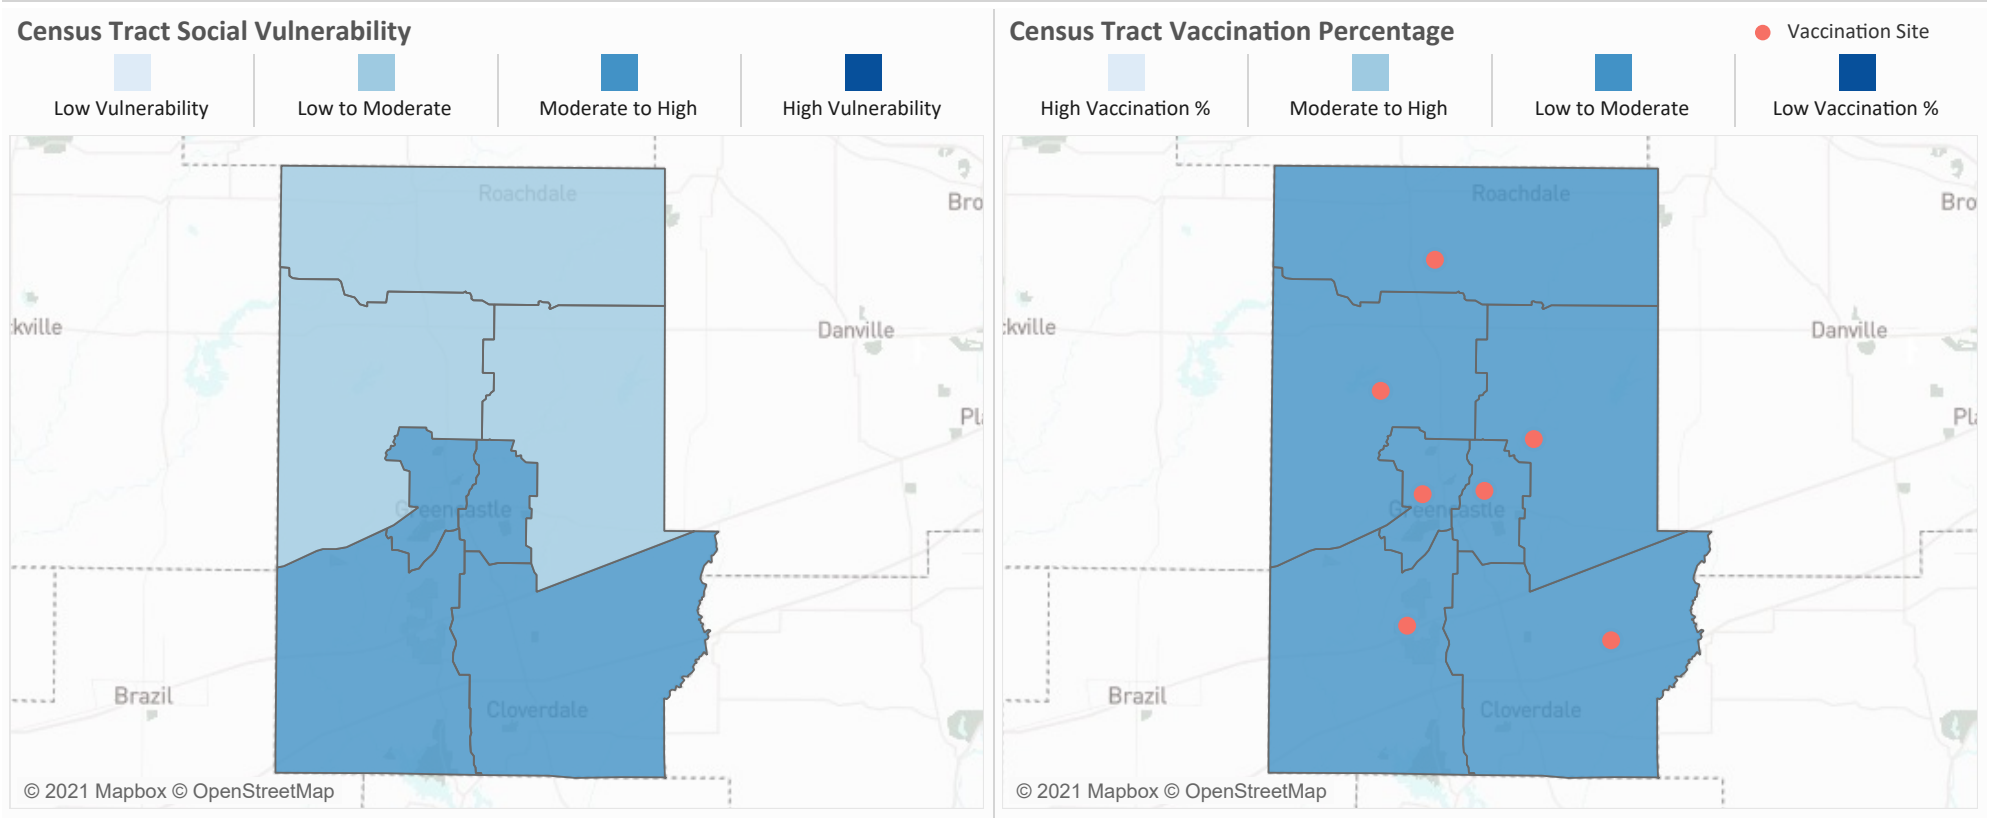 Census Tract Social Vulnerability
Low Vulnerability
Low to Moderate
Moderate to High
High Vulnerability
Roachdale
Bro
kville
Danville
Pla
Greencastle
Brazil
Cloverdale
© 2021 Mapbox © OpenStreetMap
Census Tract Vaccination Percentage
Vaccination Site
High Vaccination %
Moderate to High
Low to Moderate
Low Vaccination %
Roachdale
Bro
kville
Danville
Pla
Greencastle
Brazil
Cloverdale
© 2021 Mapbox © OpenStreetMap